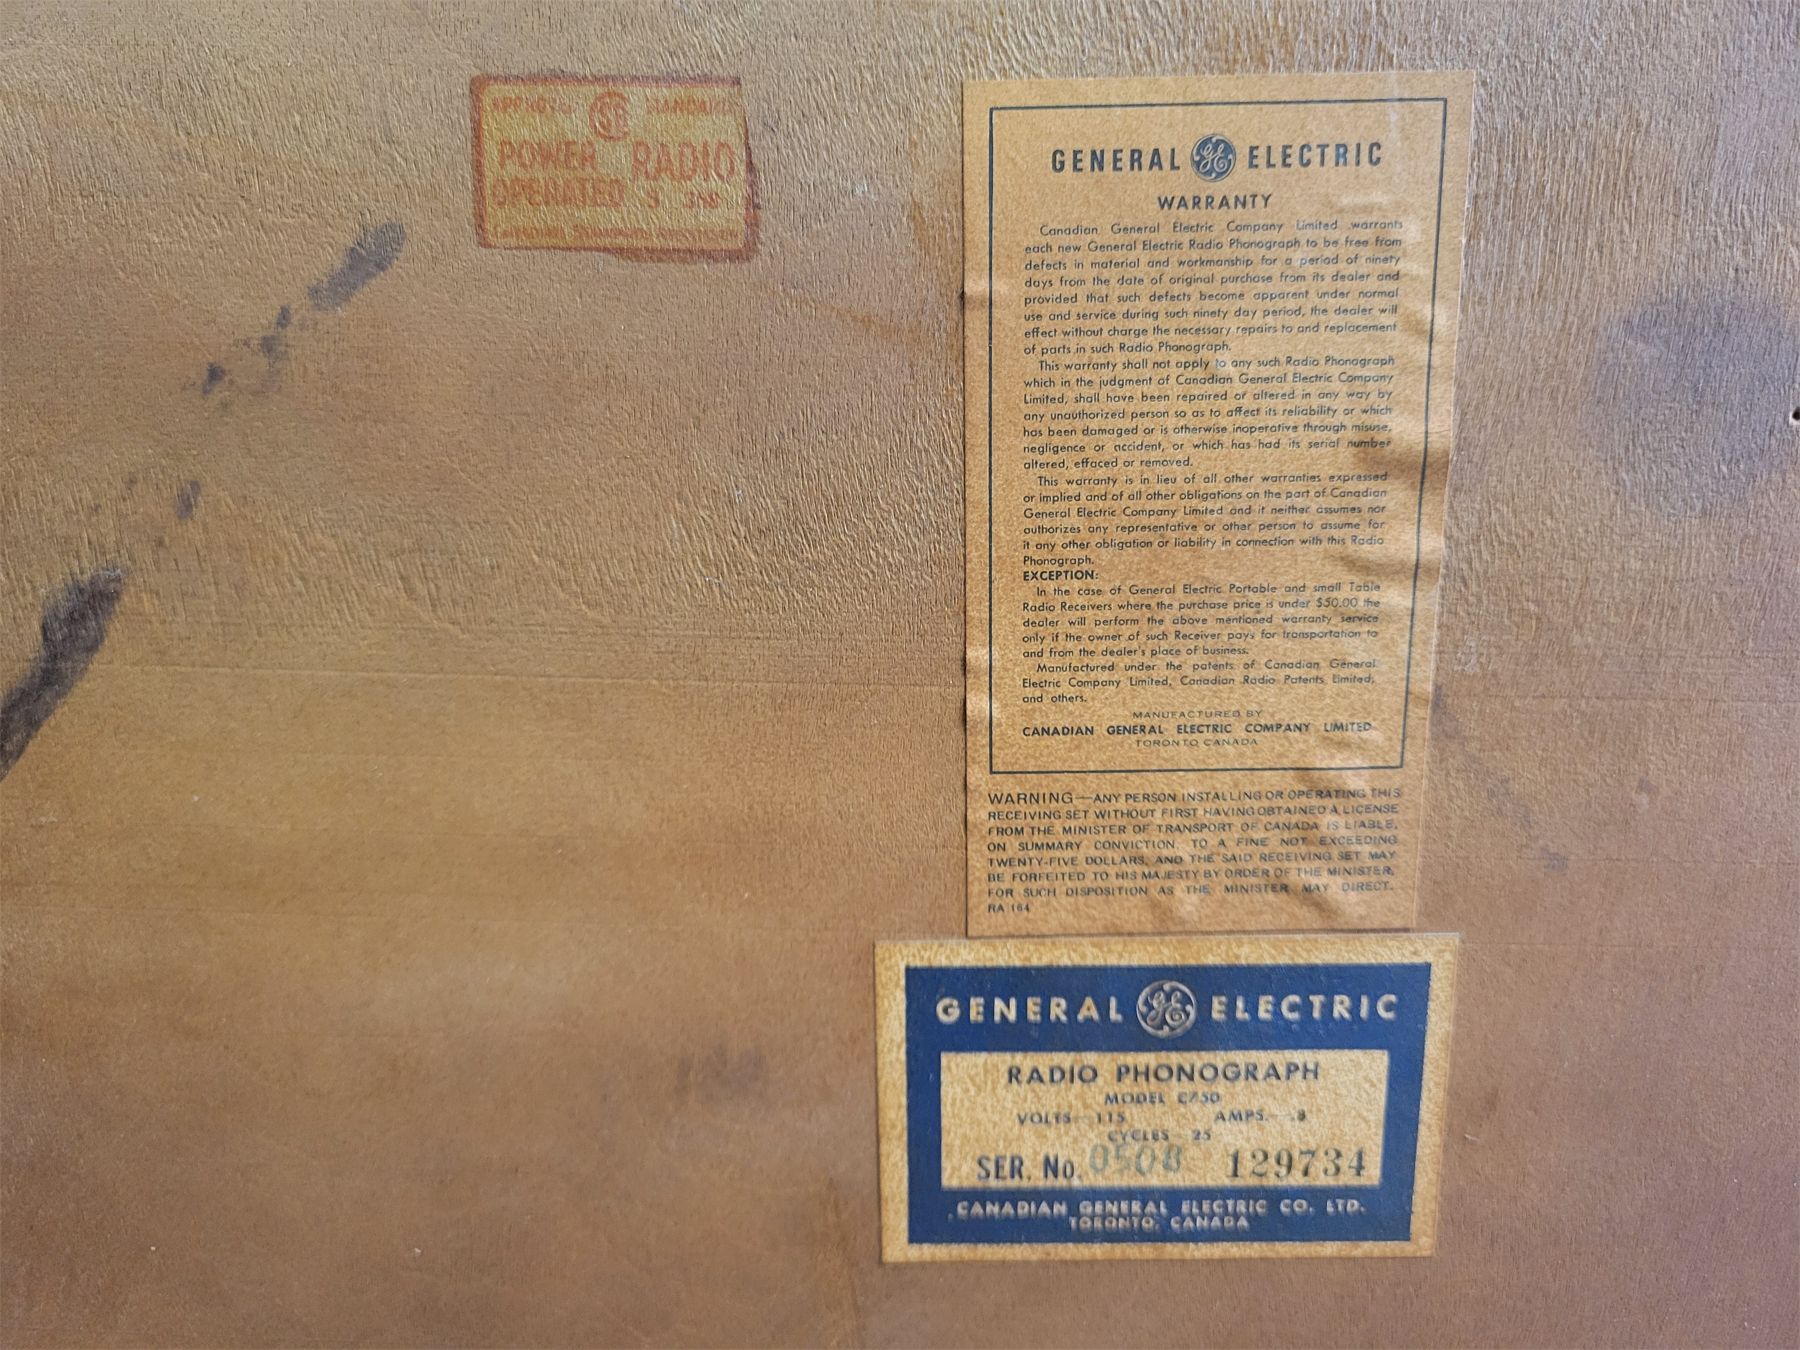 POWER RADIO
OPERATED
GENERAL GE ELECTRIC
WARRANTY
Canadian General Electric Company Limited warrants
each new General Electric Radio Phonograph to be free from
defects in material and workmanship for a period of ninety
days from the date of original purchase from its dealer and
provided that such defects become apparent under normal
use and service during such ninety day period, the dealer will
effect without charge the necessary repairs to and replacement
of parts in such Radio Phonograph.
This warranty shall not apply to any such Radio Phonograph
which in the judgment of Canadian General Electric Company
Limited, shall have been repaired or altered in any way by
any unauthorized person so as to affect its reliability or which
has been damaged or is otherwise inoperative through misuse,
negligence or accident, or which has had its serial number
altered, effaced or removed.
This warranty is in lieu of all other warranties expressed
or implied and of all other obligations on the part of Canadian
General Electric Company Limited and it neither assumes nor
authorizes any representative or other person to assume for
it any other obligation or liability in connection with this Radio
Phonograph.
EXCEPTION:
In the case of General Electric Portable and small Table
Radio Receivers where the purchase price is under $50.00 the
dealer will perform the above mentioned warranty service
only if the owner of such Receiver pays for transportation to
and from the dealer's place of business.
Manufactured under the patents of Canadian General
Electric Company Limited, Canadian Radio Patents Limited,
and others.
MANUFACTURED BY
CANADIAN GENERAL ELECTRIC COMPANY LIMITED
TORONTO CANADA
WARNING—ANY PERSON INSTALLING OR OPERATING THIS
RECEIVING SET WITHOUT FIRST HAVING OBTAINED A LICENSE
FROM THE MINISTER OF TRANSPORT OF CANADA IS LIABLE,
ON SUMMARY CONVICTION, TO A FINE NOT EXCEEDING
TWENTY-FIVE DOLLARS, AND THE SAID RECEIVING SET MAY
BE FORFEITED TO HIS MAJESTY BY ORDER OF THE MINISTER,
FOR SUCH DISPOSITION AS THE MINISTER MAY DIRECT.
RA 164
GENERAL GE ELECTRIC
RADIO PHONOGRAPH
MODEL C750
VOLTS 115 AMPS. .8
CYCLES 25
SER. No. 0508 129734
CANADIAN GENERAL ELECTRIC CO. LTD.
TORONTO, CANADA